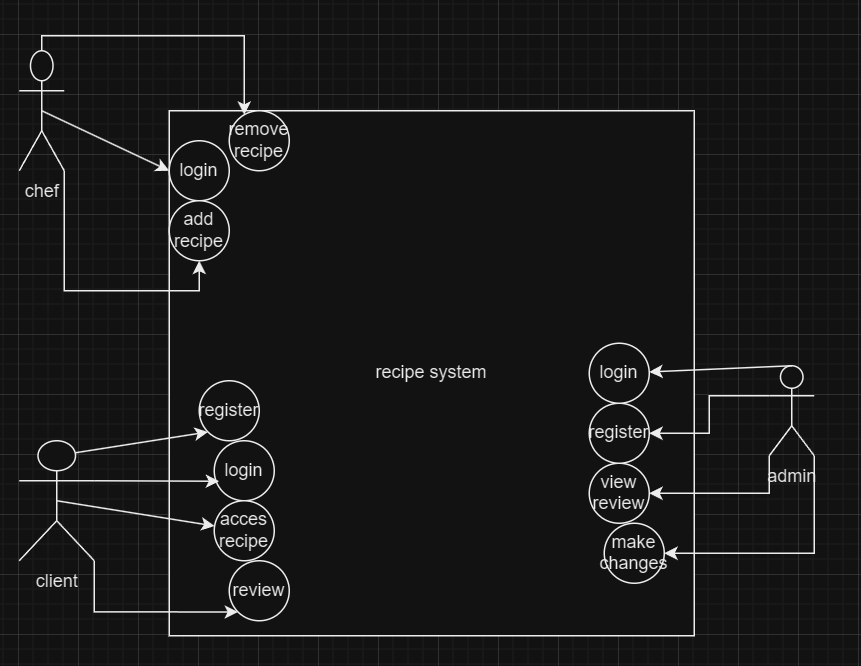 remove
recipe
login
chef
add
recipe
recipe system
login
register
register
login
admin
view
review
acces
recipe
make
changes
client
review